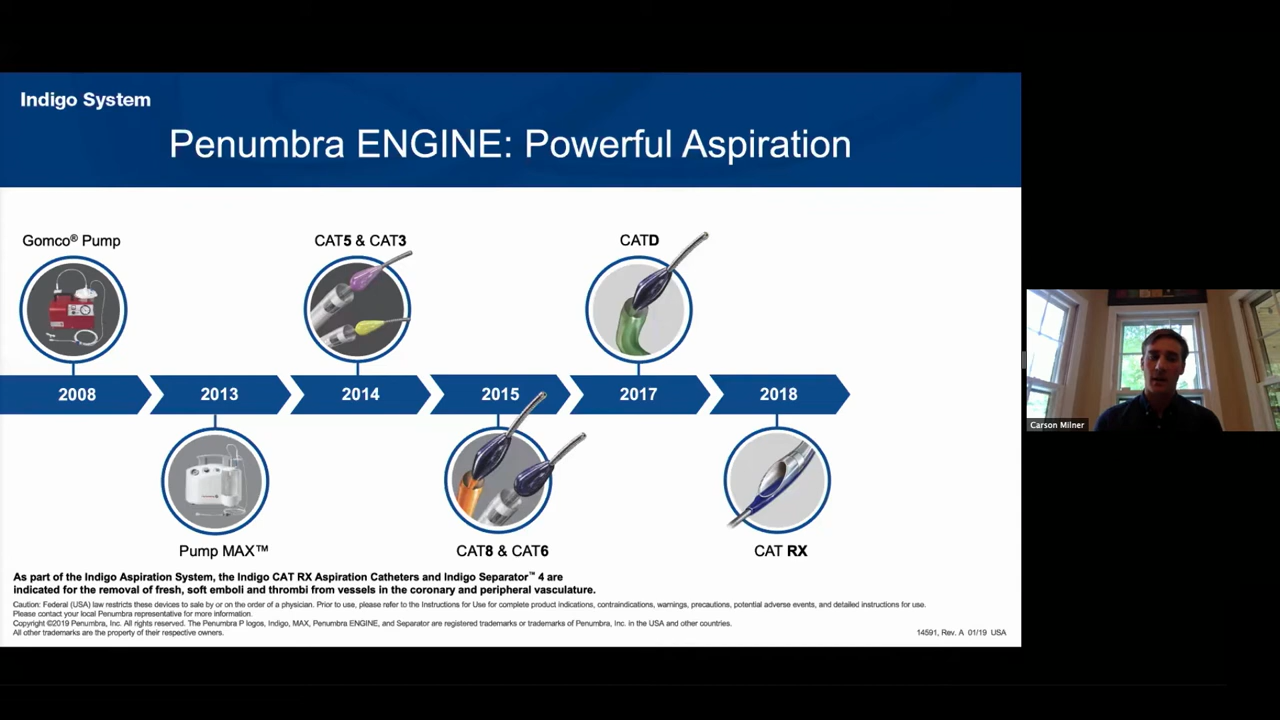 Indigo System
Penumbra ENGINE: Powerful Aspiration
Gomco® Pump
CAT5 & CAT3
CATD
2008
2013
2014
2015
2017
2018
Pump MAX™
CAT8 & CAT6
CAT RX
As part of the Indigo Aspiration System, the Indigo CAT RX Aspiration Catheters and Indigo Separator™ 4 are
indicated for the removal of fresh, soft emboli and thrombi from vessels in the coronary and peripheral vasculature.
Caution: Federal (USA) law restricts these devices to sale by or on the order of a physician. Prior to use, please refer to the Instructions for Use for complete product indications, contraindications, warnings, precautions, potential adverse events, and detailed instructions for use.
Please contact your local Penumbra representative for more information
Copyright ©2019 Penumbra, Inc. All rights reserved. The Penumbra P logos, Indigo, MAX, Penumbra ENGINE, and Separator are registered trademarks or trademarks of Penumbra, Inc. in the USA and other countries.
All other trademarks are the property of their respective owners.
14591, Rev. A 01/19 USA
Carson Milner